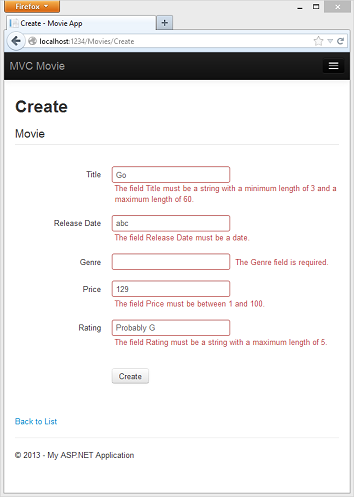 Firefox
Create - Movie App
localhost:1234/Movies/Create
MVC Movie
Create
Movie
Title
Go
The field Title must be a string with a minimum length of 3 and a
maximum length of 60.
Release Date
abc
The field Release Date must be a date.
Genre
The Genre field is required.
Price
129
The field Price must be between 1 and 100.
Rating
Probably G
The field Rating must be a string with a maximum length of 5.
Create
Back to List
© 2013 - My ASP.NET Application